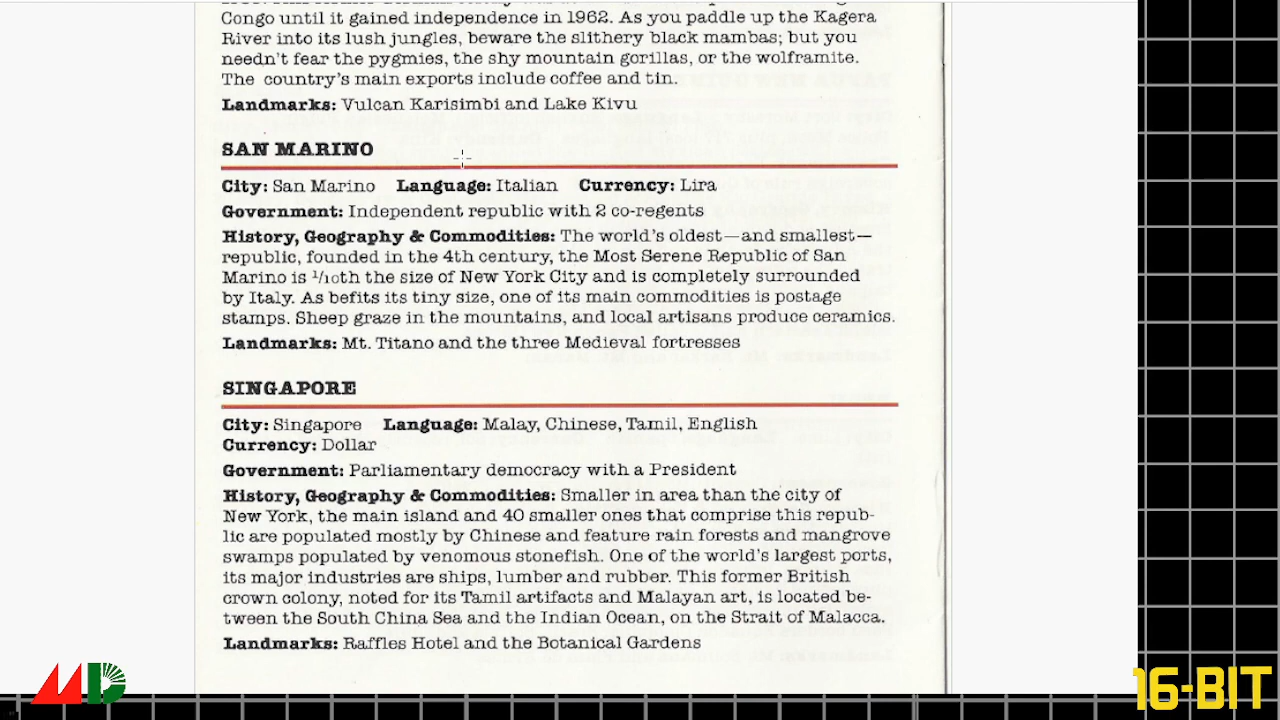 Congo until it gained independence in 1962. As you paddle up the Kagera
River into its lush jungles, beware the slithery black mambas; but you
needn't fear the pygmies, the shy mountain gorillas, or the wolframite.
The country's main exports include coffee and tin.
Landmarks: Vulcan Karisimbi and Lake Kivu
SAN MARINO
City: San Marino Language: Italian Currency: Lira
Government: Independent republic with 2 co-regents
History, Geography & Commodities: The world's oldest—and smallest—
republic, founded in the 4th century, the Most Serene Republic of San
Marino is 1/10th the size of New York City and is completely surrounded
by Italy. As befits its tiny size, one of its main commodities is postage
stamps. Sheep graze in the mountains, and local artisans produce ceramics.
Landmarks: Mt. Titano and the three Medieval fortresses
SINGAPORE
City: Singapore Language: Malay, Chinese, Tamil, English
Currency: Dollar
Government: Parliamentary democracy with a President
History, Geography & Commodities: Smaller in area than the city of
New York, the main island and 40 smaller ones that comprise this repub-
lic are populated mostly by Chinese and feature rain forests and mangrove
swamps populated by venomous stonefish. One of the world's largest ports,
its major industries are ships, lumber and rubber. This former British
crown colony, noted for its Tamil artifacts and Malayan art, is located be-
tween the South China Sea and the Indian Ocean, on the Strait of Malacca.
Landmarks: Raffles Hotel and the Botanical Gardens
MD
16-BIT